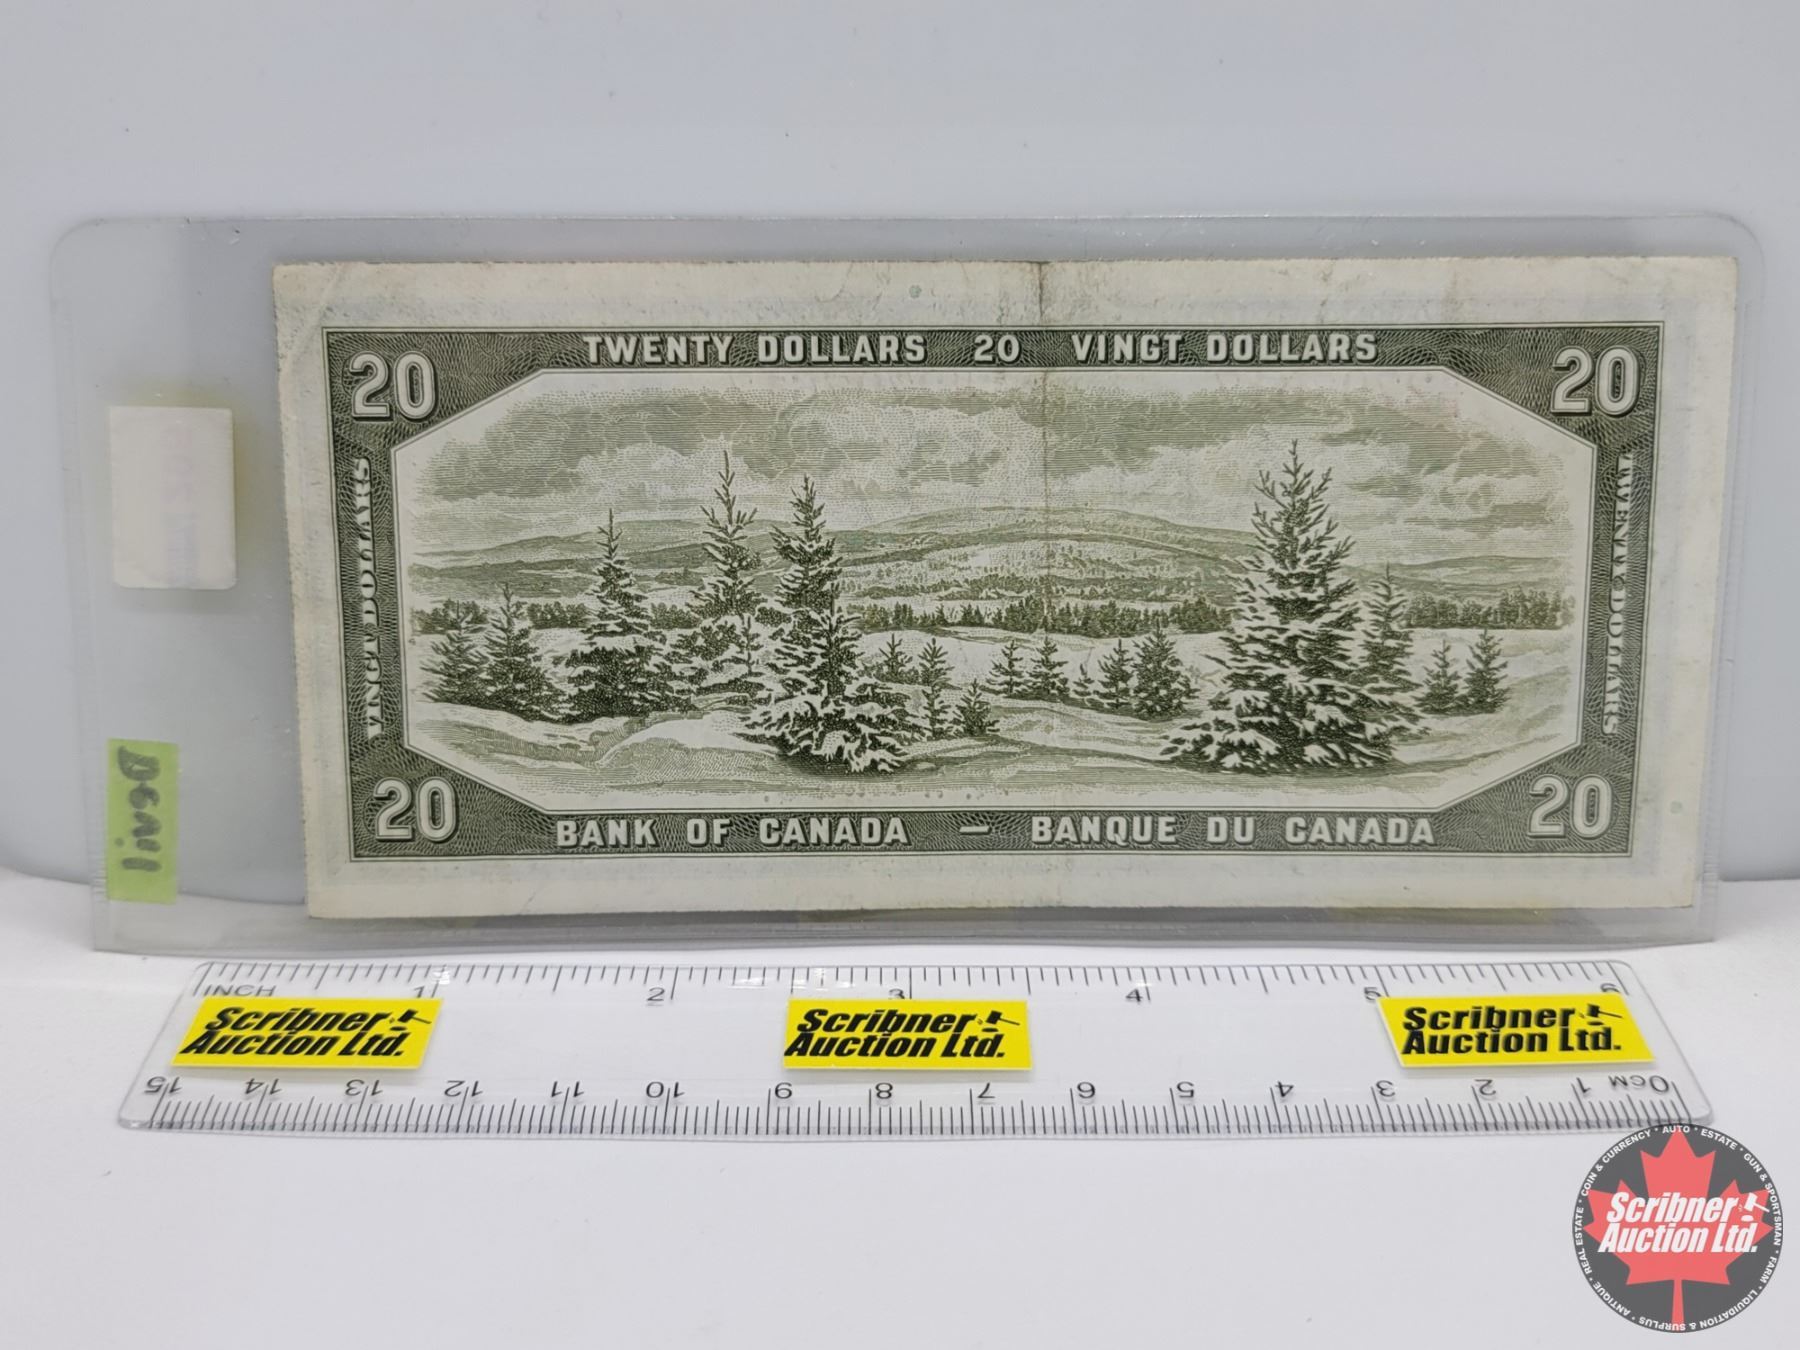 TWENTY DOLLARS 20 VINGT DOLLARS
20
20
VINGT DOLLARS
TWENTY DOLLARS
20
20
BANK OF CANADA — BANQUE DU CANADA
Devil
INCH 1 2 3 4 5 6
Scribner Auction Ltd.
Scribner Auction Ltd.
Scribner Auction Ltd.
15 14 13 12 11 10 9 8 7 6 5 4 3 2 1 0CM
COIN & CURRENCY * AUTO * ESTATE * GUN & SPORTSMAN * FARM * LIQUIDATION & SURPLUS * ANTIQUE * REAL ESTATE *
Scribner
Auction Ltd.